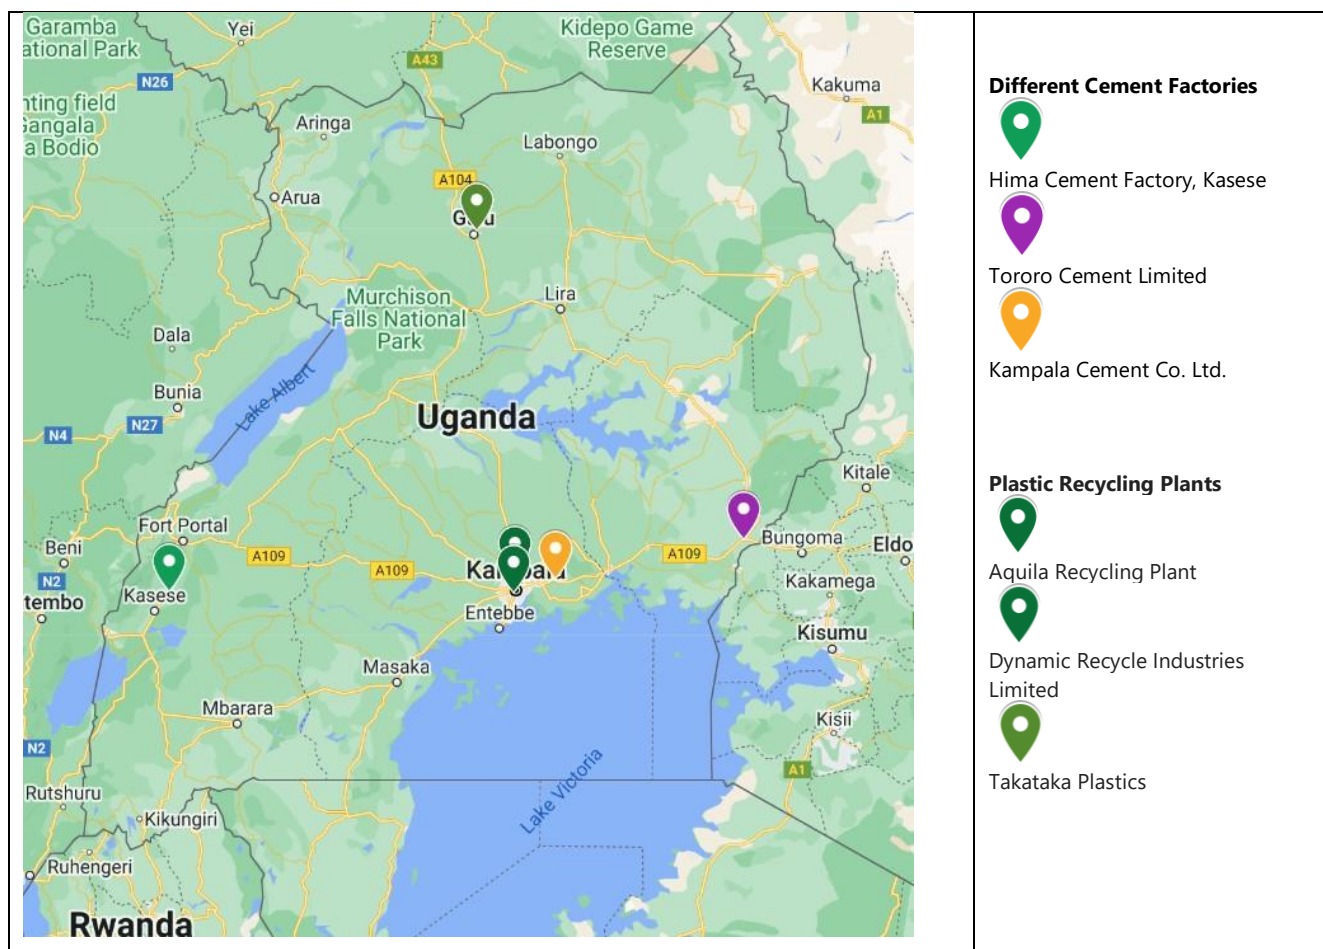 Garamba
ational Park
Yei
Kidepo Game
Reserve
A43
N26
Kakuma
A1
nting field
Gangala
a Bodio
Aringa
Labongo
A104
Arua
Gulu
Murchison
Falls National
Park
Lira
Dala
Lake Albert
Bunia
N27
N4
Uganda
Kitale
Fort Portal
Bungoma
Beni
A109
A109
A109
Eldo
N2
Kampala
Kakamega
tembo
Kasese
Entebbe
Kisumu
Masaka
Mbarara
Kisii
N2
Lake Victoria
A1
Rutshuru
Kikungiri
Ruhengeri
Rwanda
Different Cement Factories
Hima Cement Factory, Kasese
Tororo Cement Limited
Kampala Cement Co. Ltd.
Plastic Recycling Plants
Aquila Recycling Plant
Dynamic Recycle Industries
Limited
Takataka Plastics